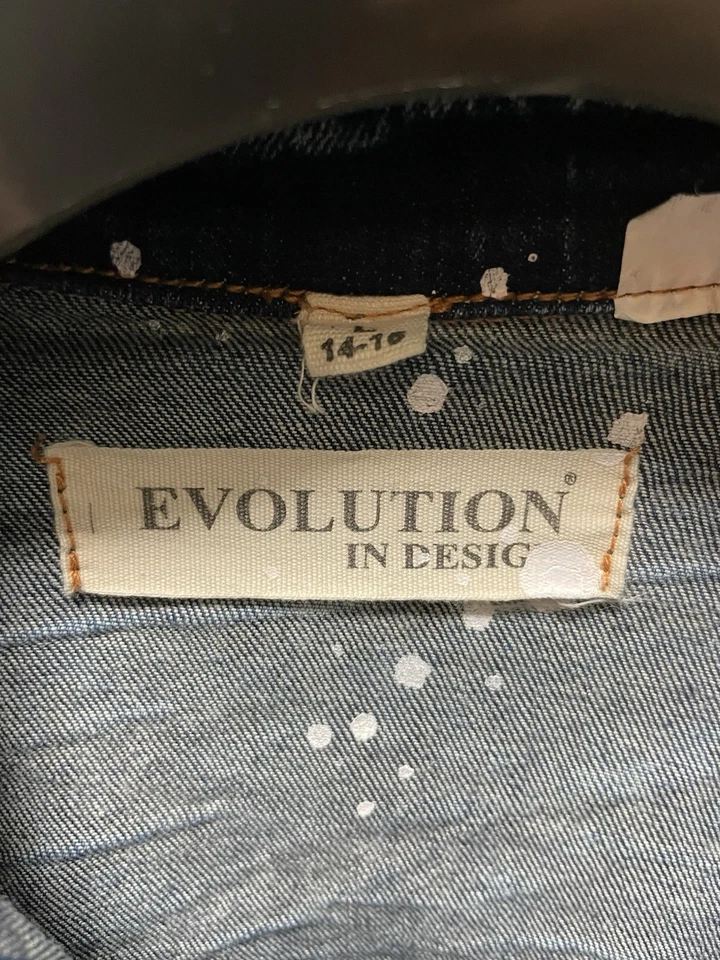 14-16
EVOLUTION®
IN DESIG